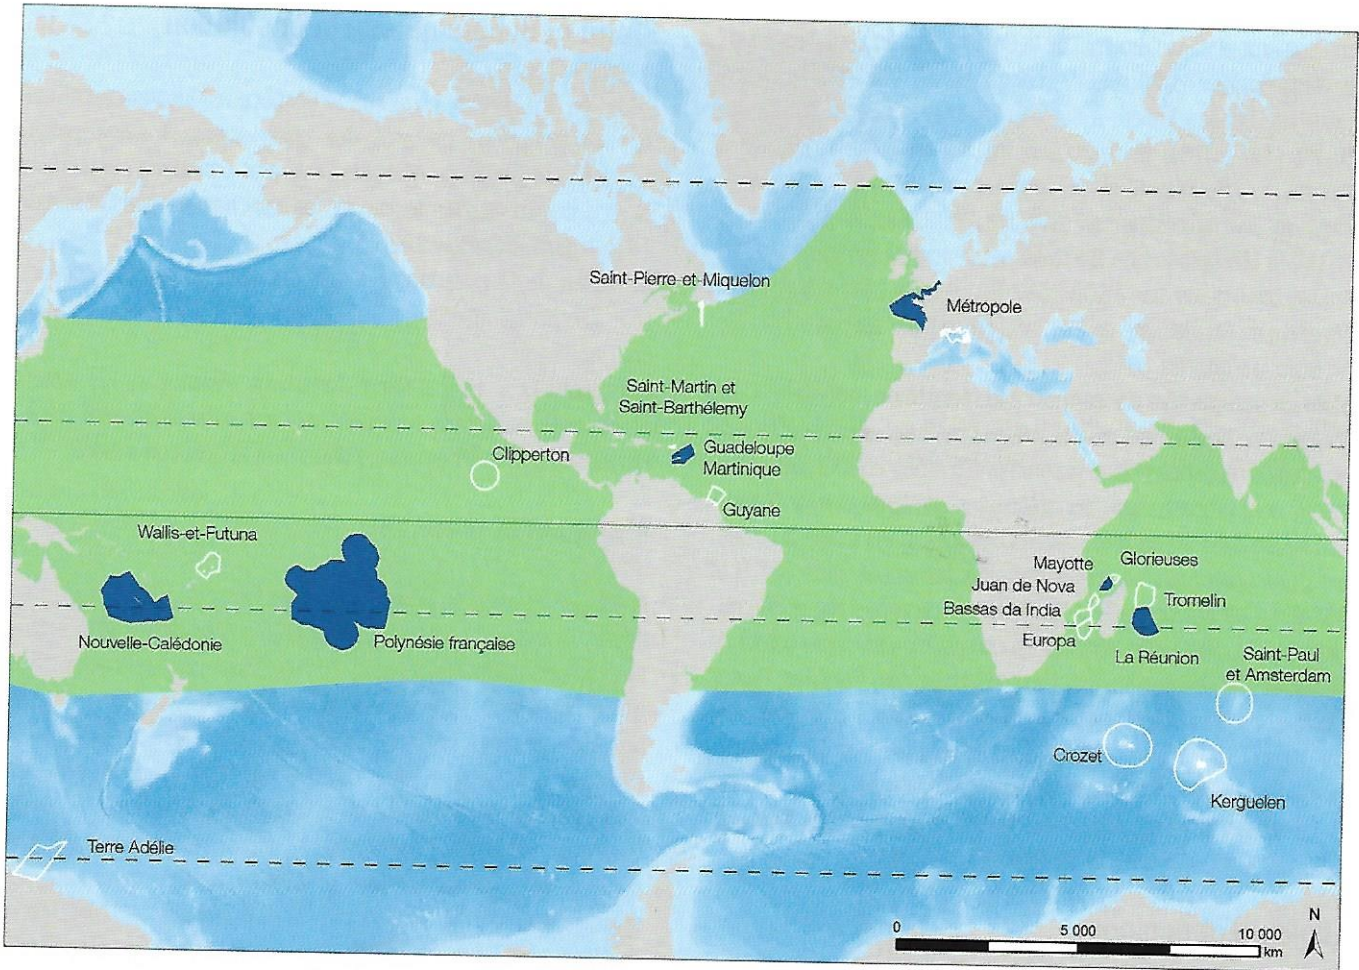 Saint-Pierre-et-Miquelon
Métropole
Saint-Martin et
Saint-Barthélemy
Clipperton
Guadeloupe
Martinique
Guyane
Wallis-et-Futuna
Mayotte
Glorieuses
Juan de Nova
Tromelin
Bassas da India
Europa
Nouvelle-Calédonie
Polynésie française
La Réunion
Saint-Paul
et Amsterdam
Crozet
Kerguelen
Terre Adélie
0 5 000 10 000
km
N